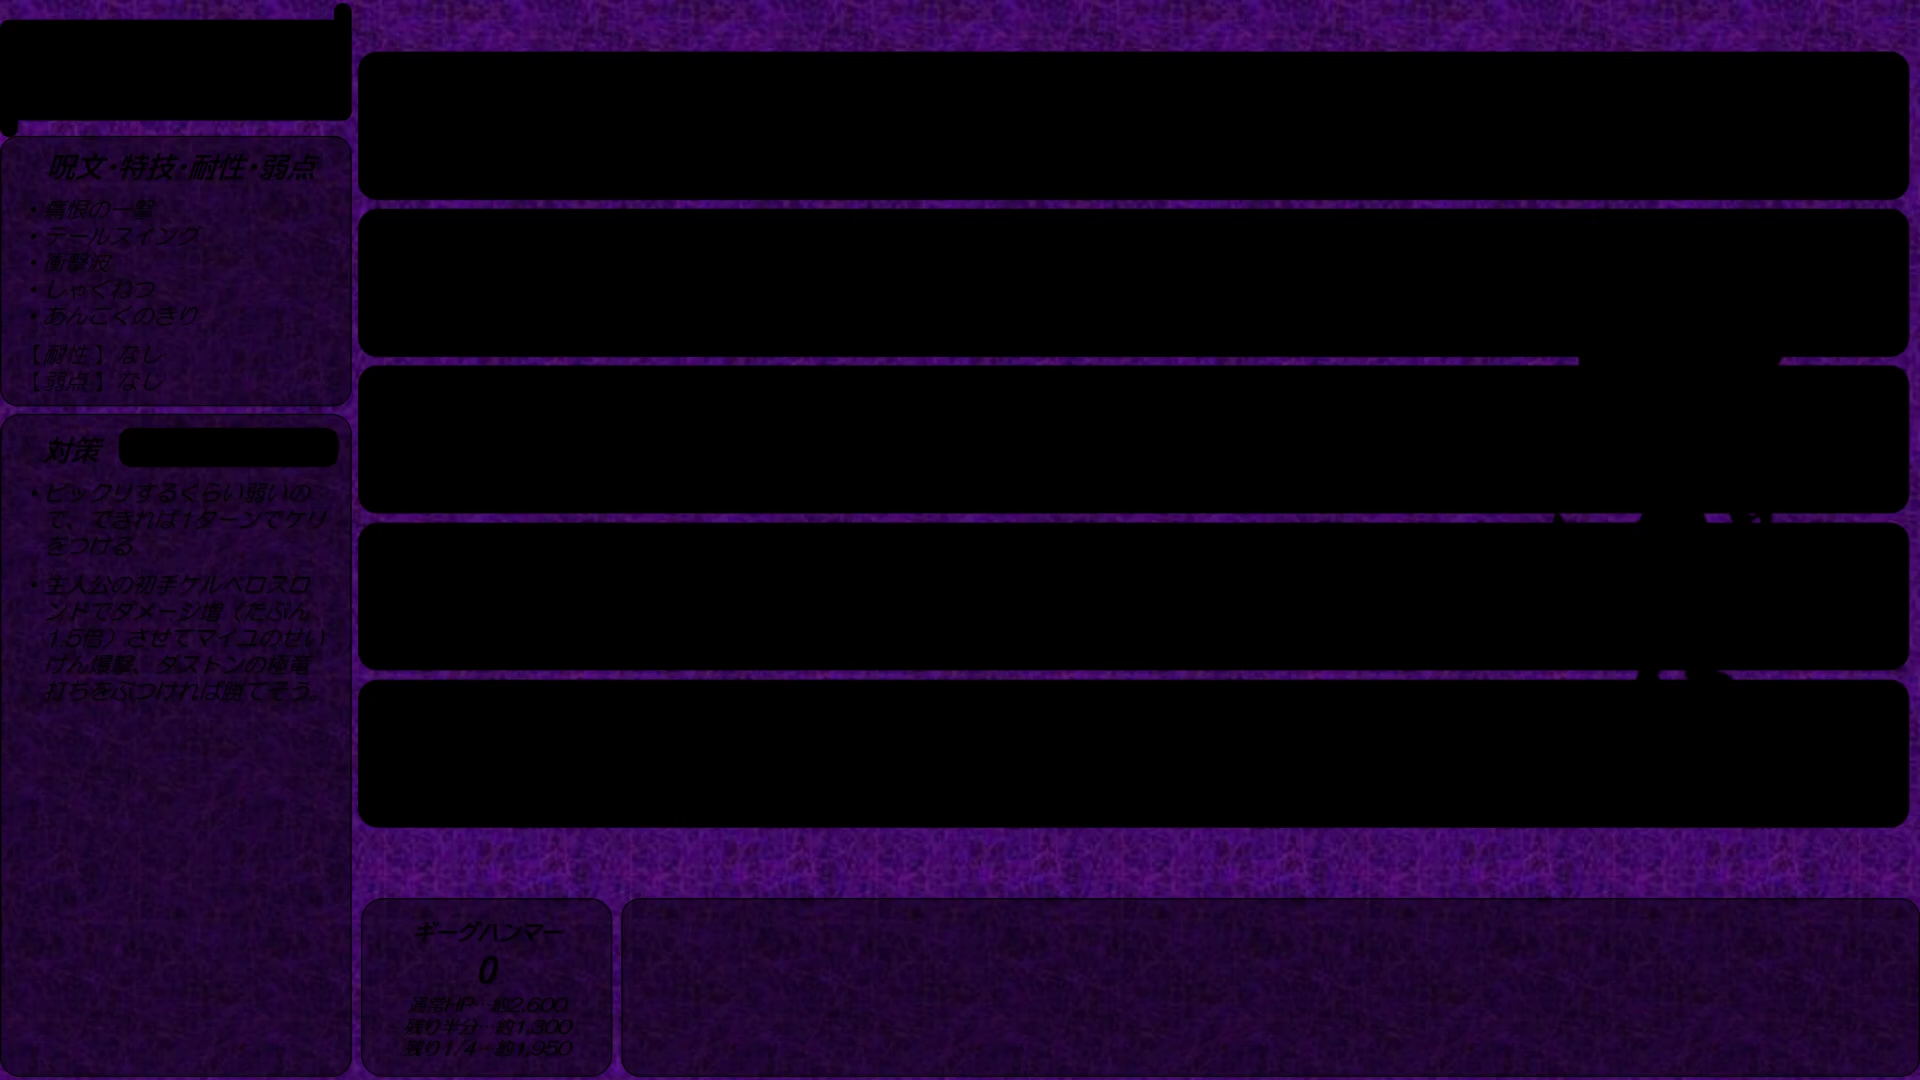 呪文・特技・耐性・弱点
・痛恨の一撃
・テールスイング
・衝撃波
・しゃくねつ
・あんこくのきり
【耐性】なし
【弱点】なし
対策
・ビックリするくらい弱いの
で、できれば1ターンでケリ
をつける
・主人公の初手ケルベロスロ
ンドでダメージ増（たぶん
1.5倍）させてマイユのせい
けん爆撃、ダストンの極竜
打ちをぶつければ勝てそう。
ギーグハンマー
0
通常HP…約2,600
残り半分…約1,300
残り1/4…約1,950